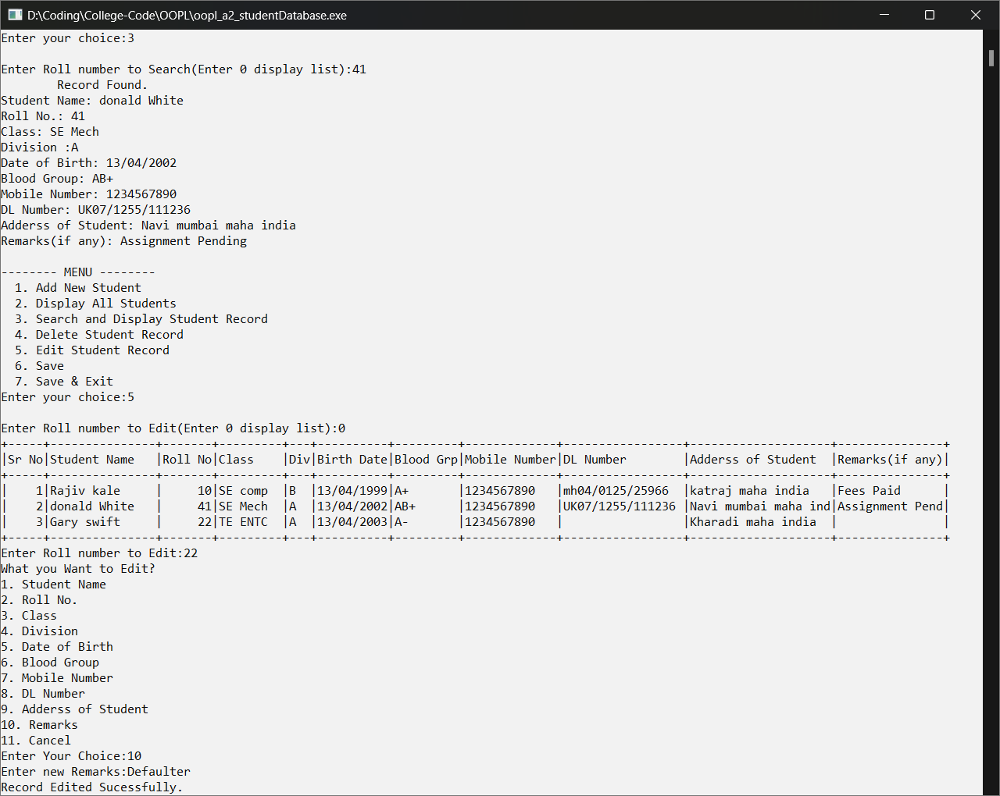 D:\Coding\College-Code\OOPL\oopl_a2_studentDatabase.exe
Enter your choice:3
Enter Roll number to Search(Enter 0 display list):41
        Record Found.
Student Name: donald White
Roll No.: 41
Class: SE Mech
Division :A
Date of Birth: 13/04/2002
Blood Group: AB+
Mobile Number: 1234567890
DL Number: UK07/1255/111236
Adderss of Student: Navi mumbai maha india
Remarks(if any): Assignment Pending
-------- MENU --------
  1. Add New Student
  2. Display All Students
  3. Search and Display Student Record
  4. Delete Student Record
  5. Edit Student Record
  6. Save
  7. Save & Exit
Enter your choice:5
Enter Roll number to Edit(Enter 0 display list):0
+-----+---------------+-------+---------+---+----------+---------+-------------+-----------------+--------------------+---------------+
|Sr No|Student Name   |Roll No|Class    |Div|Birth Date|Blood Grp|Mobile Number|DL Number        |Adderss of Student  |Remarks(if any)|
+-----+---------------+-------+---------+---+----------+---------+-------------+-----------------+--------------------+---------------+
|    1|Rajiv kale     |     10|SE comp  |B  |13/04/1999|A+       |1234567890   |mh04/0125/25966  |katraj maha india   |Fees Paid      |
|    2|donald White   |     41|SE Mech  |A  |13/04/2002|AB+      |1234567890   |UK07/1255/111236 |Navi mumbai maha ind|Assignment Pend|
|    3|Gary swift     |     22|TE ENTC  |A  |13/04/2003|A-       |1234567890   |                 |Kharadi maha india  |               |
+-----+---------------+-------+---------+---+----------+---------+-------------+-----------------+--------------------+---------------+
Enter Roll number to Edit:22
What you Want to Edit?
1. Student Name
2. Roll No.
3. Class
4. Division
5. Date of Birth
6. Blood Group
7. Mobile Number
8. DL Number
9. Adderss of Student
10. Remarks
11. Cancel
Enter Your Choice:10
Enter new Remarks:Defaulter
Record Edited Sucessfully.